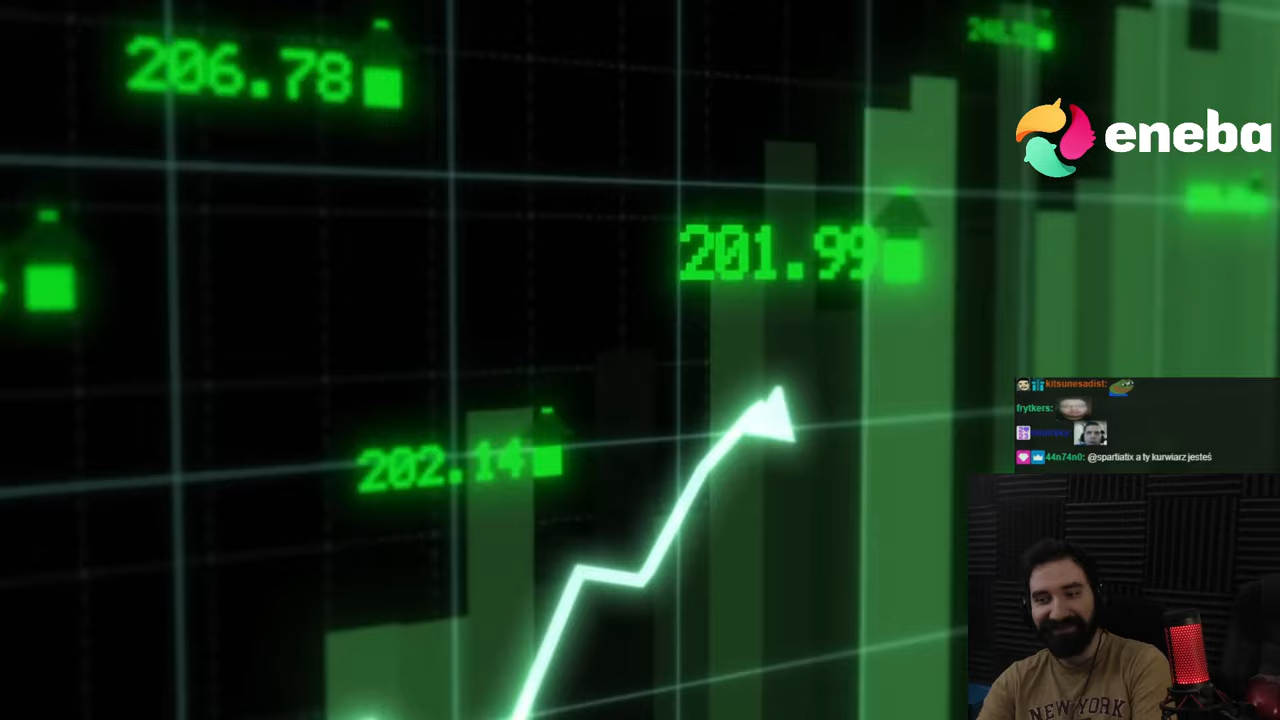 206.78
eneba
201.99
202.14
kitsunesadist:
frytkers:
44n74n0: @spartiatix a ty kurwiarz jesteś
NEW YORK